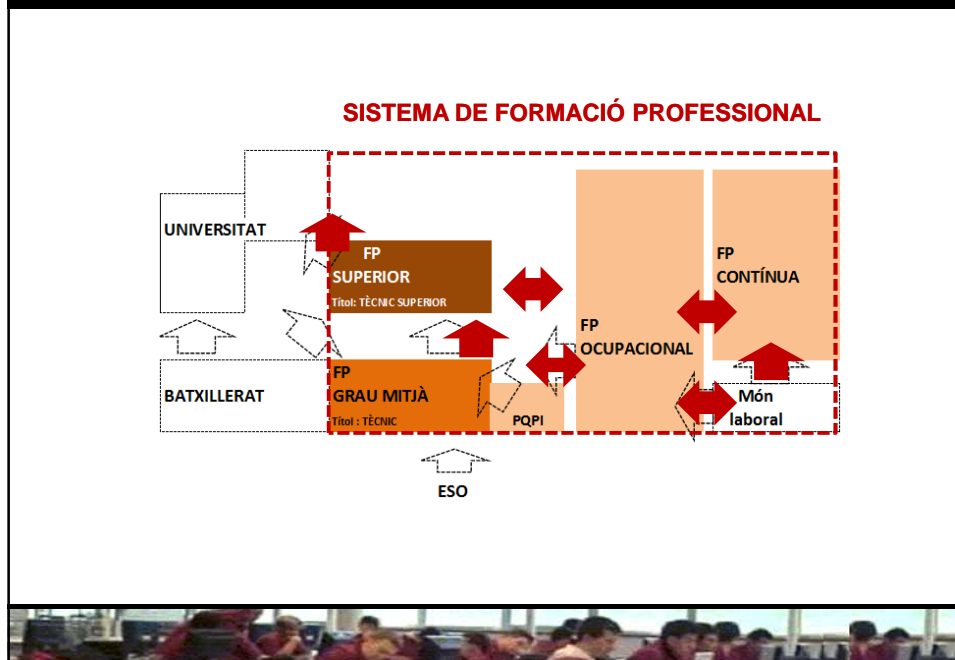 SISTEMA DE FORMACIÓ PROFESSIONAL
UNIVERSITAT
FP
SUPERIOR
Títol: TÈCNIC SUPERIOR
FP
CONTÍNUA
FP
OCUPACIONAL
BATXILLERAT
FP
GRAU MITJÀ
Títol : TÈCNIC
PQPI
Món
laboral
ESO